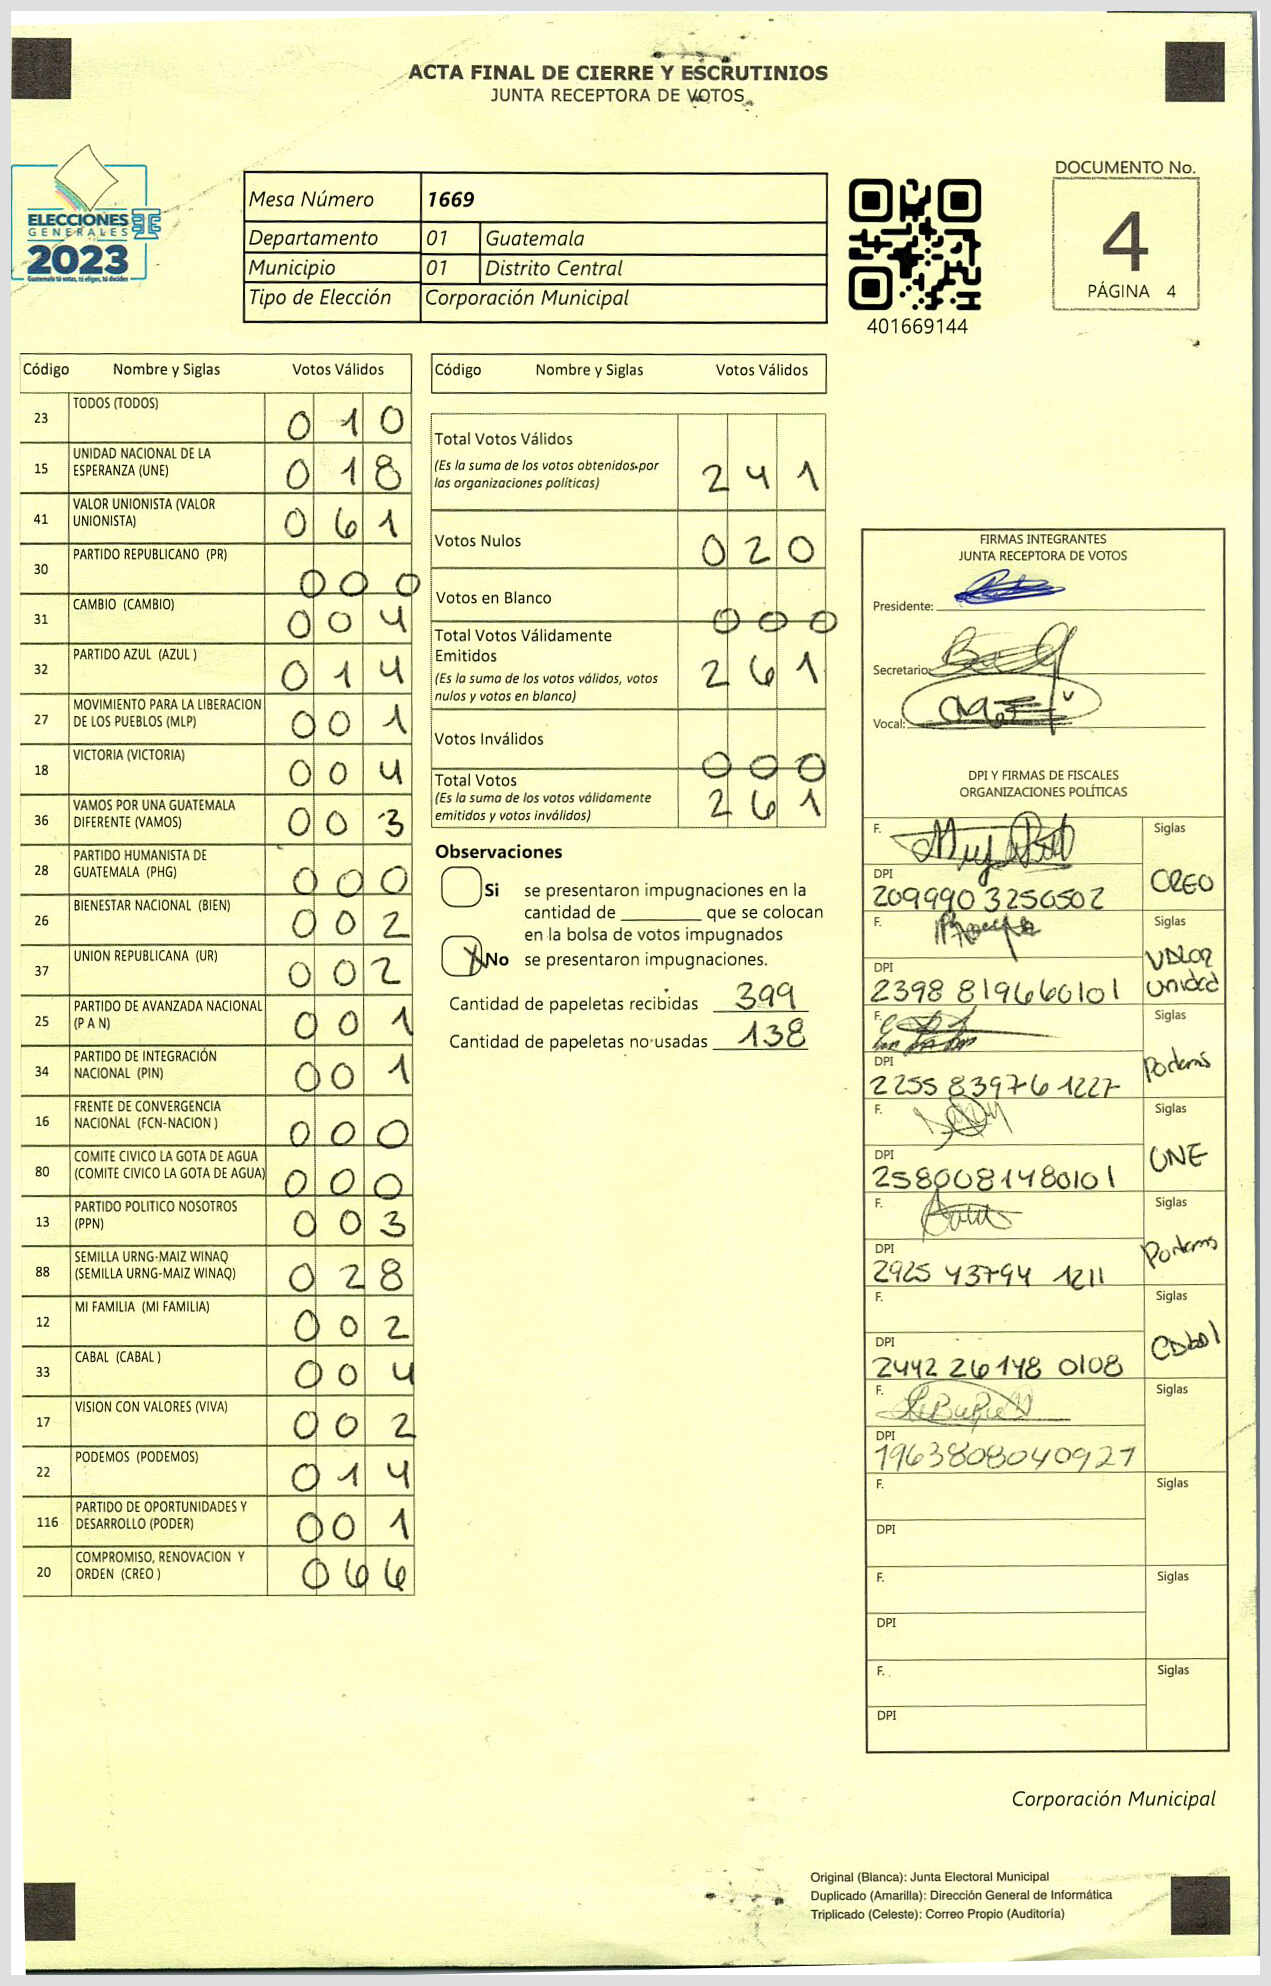 ACTA FINAL DE CIERRE Y ESCRUTINIOS
JUNTA RECEPTORA DE VOTOS
ELECCIONES
GENERALES
2023
Guatemala tú votas, tú eliges, tú decides
Mesa Número 1669
Departamento 01 Guatemala
Municipio 01 Distrito Central
Tipo de Elección Corporación Municipal
401669144
DOCUMENTO No.
4
PÁGINA 4
Código Nombre y Siglas Votos Válidos
23 TODOS (TODOS) 0 1 0
15 UNIDAD NACIONAL DE LA
ESPERANZA (UNE) 0 1 8
41 VALOR UNIONISTA (VALOR
UNIONISTA) 0 6 1
30 PARTIDO REPUBLICANO (PR) 0 0 0
31 CAMBIO (CAMBIO) 0 0 4
32 PARTIDO AZUL (AZUL ) 0 1 4
27 MOVIMIENTO PARA LA LIBERACION
DE LOS PUEBLOS (MLP) 0 0 1
18 VICTORIA (VICTORIA) 0 0 4
36 VAMOS POR UNA GUATEMALA
DIFERENTE (VAMOS) 0 0 3
28 PARTIDO HUMANISTA DE
GUATEMALA (PHG) 0 0 0
26 BIENESTAR NACIONAL (BIEN) 0 0 2
37 UNION REPUBLICANA (UR) 0 0 2
25 PARTIDO DE AVANZADA NACIONAL
(P A N) 0 0 1
34 PARTIDO DE INTEGRACIÓN
NACIONAL (PIN) 0 0 1
16 FRENTE DE CONVERGENCIA
NACIONAL (FCN-NACION ) 0 0 0
80 COMITE CIVICO LA GOTA DE AGUA
(COMITE CIVICO LA GOTA DE AGUA) 0 0 0
13 PARTIDO POLITICO NOSOTROS
(PPN) 0 0 3
88 SEMILLA URNG-MAIZ WINAQ
(SEMILLA URNG-MAIZ WINAQ) 0 2 8
12 MI FAMILIA (MI FAMILIA) 0 0 2
33 CABAL (CABAL ) 0 0 4
17 VISION CON VALORES (VIVA) 0 0 2
22 PODEMOS (PODEMOS) 0 1 4
116 PARTIDO DE OPORTUNIDADES Y
DESARROLLO (PODER) 0 0 1
20 COMPROMISO, RENOVACION Y
ORDEN (CREO ) 0 6 6
Código Nombre y Siglas Votos Válidos
Total Votos Válidos
(Es la suma de los votos obtenidos por
las organizaciones políticas) 2 4 1
Votos Nulos 0 2 0
Votos en Blanco 0 0 0
Total Votos Válidamente
Emitidos 2 6 1
(Es la suma de los votos válidos, votos
nulos y votos en blanco)
Votos Inválidos 0 0 0
Total Votos
(Es la suma de los votos válidamente
emitidos y votos inválidos) 2 6 1
Observaciones
Si se presentaron impugnaciones en la
cantidad de ________ que se colocan
en la bolsa de votos impugnados
X No se presentaron impugnaciones.
Cantidad de papeletas recibidas 399
Cantidad de papeletas no usadas 138
FIRMAS INTEGRANTES
JUNTA RECEPTORA DE VOTOS
Presidente:
Secretario:
Vocal:
DPI Y FIRMAS DE FISCALES
ORGANIZACIONES POLÍTICAS
F. Siglas
DPI CREO
209990 3256502
F. Siglas
DPI Valor
2398 819660101 unidad
F. Siglas
DPI Podemos
2255 83976 1227
F. Siglas
DPI UNE
2580081480101
F. Siglas
DPI Podemos
2925 43794 1211
F. Siglas
DPI Cabal
2442 26148 0108
F. Siglas
DPI
1963808040927
F. Siglas
DPI
F. Siglas
DPI
F. Siglas
DPI
Corporación Municipal
Original (Blanca): Junta Electoral Municipal
Duplicado (Amarilla): Dirección General de Informática
Triplicado (Celeste): Correo Propio (Auditoría)